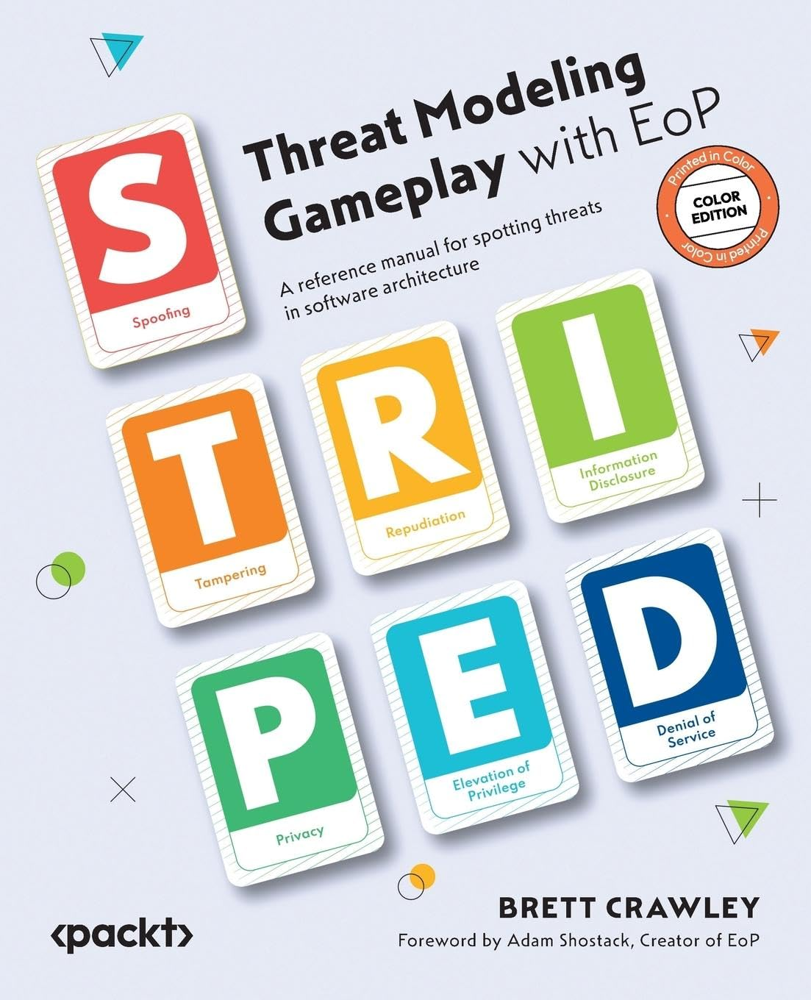 Threat Modeling
Gameplay with EoP
A reference manual for spotting threats
in software architecture
Printed in Color
COLOR
EDITION
Printed in Color
S
Spoofing
T
Tampering
R
Repudiation
I
Information
Disclosure
P
Privacy
E
Elevation of
Privilege
D
Denial of
Service
BRETT CRAWLEY
Foreword by Adam Shostack, Creator of EoP
<packt>